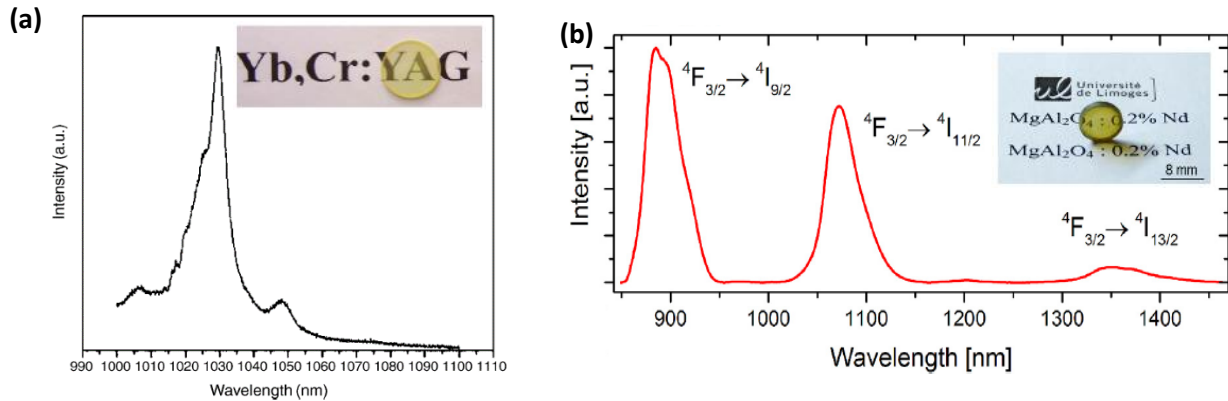 (a)
Yb,Cr:YAG
Intensity (a.u.)
990 1000 1010 1020 1030 1040 1050 1060 1070 1080 1090 1100 1110
Wavelength (nm)
(b)
⁴F₃/₂→ ⁴I₉/₂
⁴F₃/₂→ ⁴I₁₁/₂
⁴F₃/₂→ ⁴I₁₃/₂
Université
de Limoges
MgAl₂O₄ : 0.2% Nd
MgAl₂O₄ : 0.2% Nd
8 mm
Intensity [a.u.]
900 1000 1100 1200 1300 1400
Wavelength [nm]